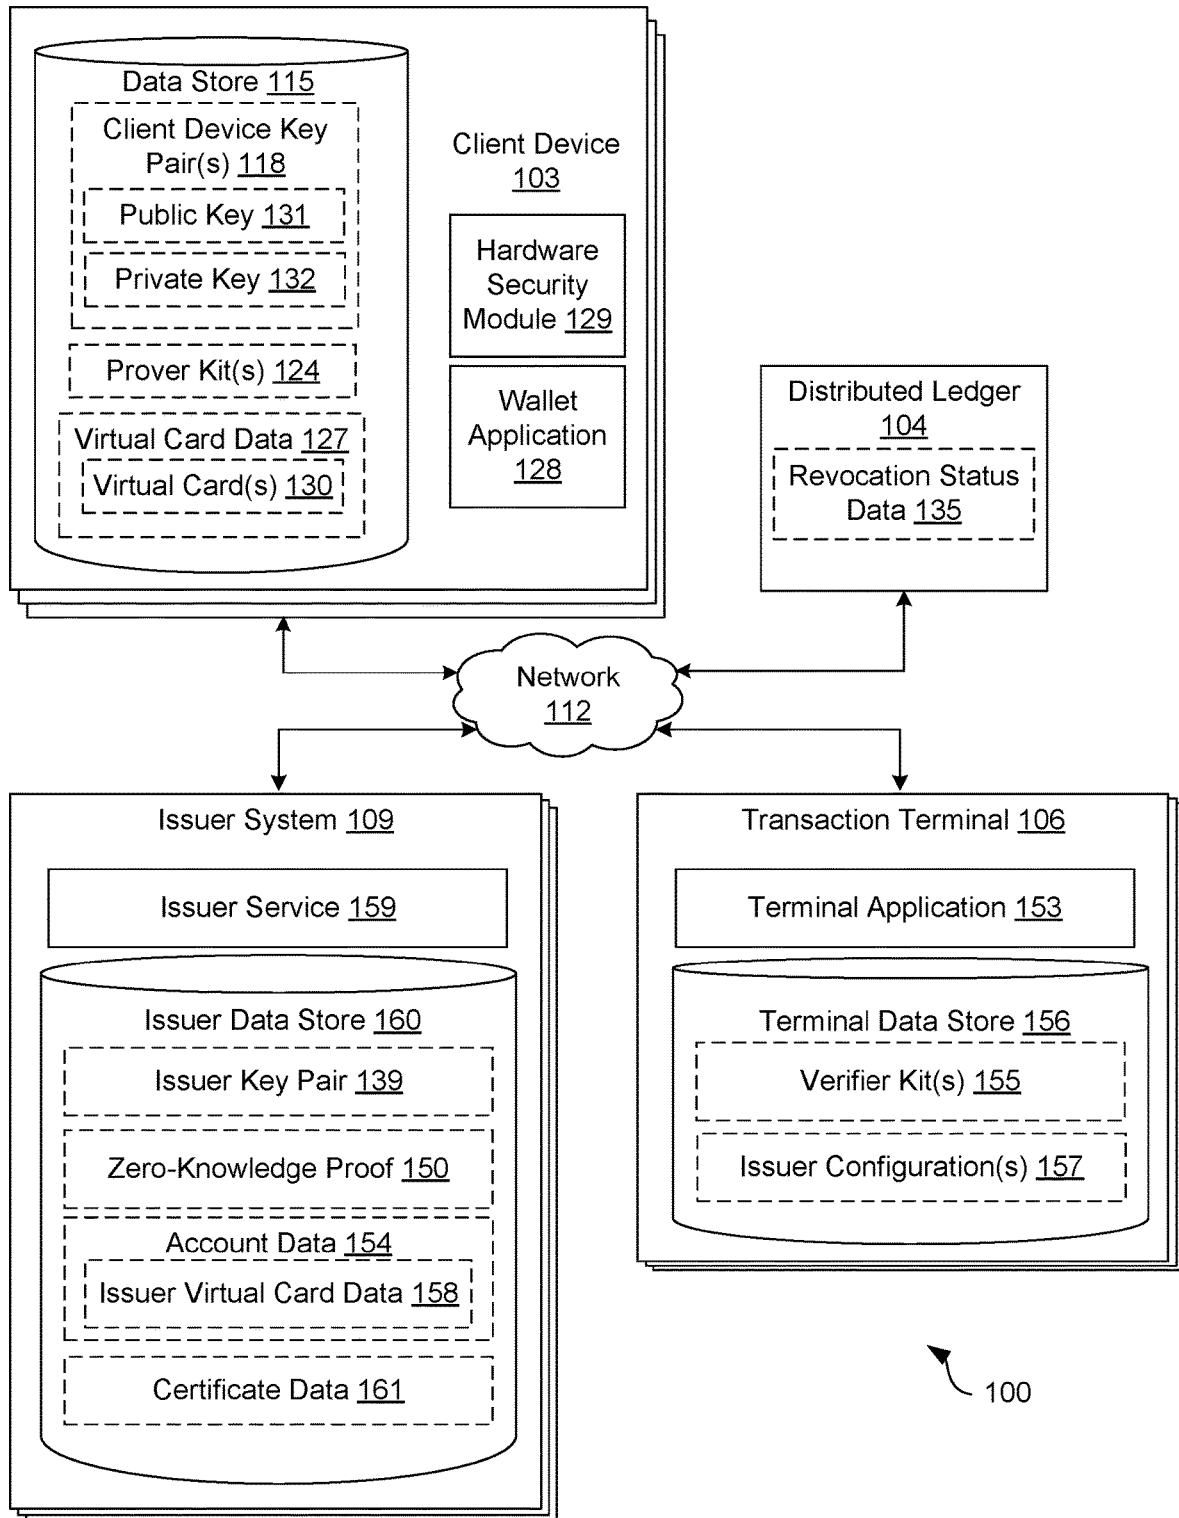 Data Store 115
Client Device Key
Pair(s) 118
Public Key 131
Private Key 132
Prover Kit(s) 124
Virtual Card Data 127
Virtual Card(s) 130
Client Device
103
Hardware
Security
Module 129
Wallet
Application
128
Distributed Ledger
104
Revocation Status
Data 135
Network
112
Issuer System 109
Issuer Service 159
Issuer Data Store 160
Issuer Key Pair 139
Zero-Knowledge Proof 150
Account Data 154
Issuer Virtual Card Data 158
Certificate Data 161
Transaction Terminal 106
Terminal Application 153
Terminal Data Store 156
Verifier Kit(s) 155
Issuer Configuration(s) 157
100